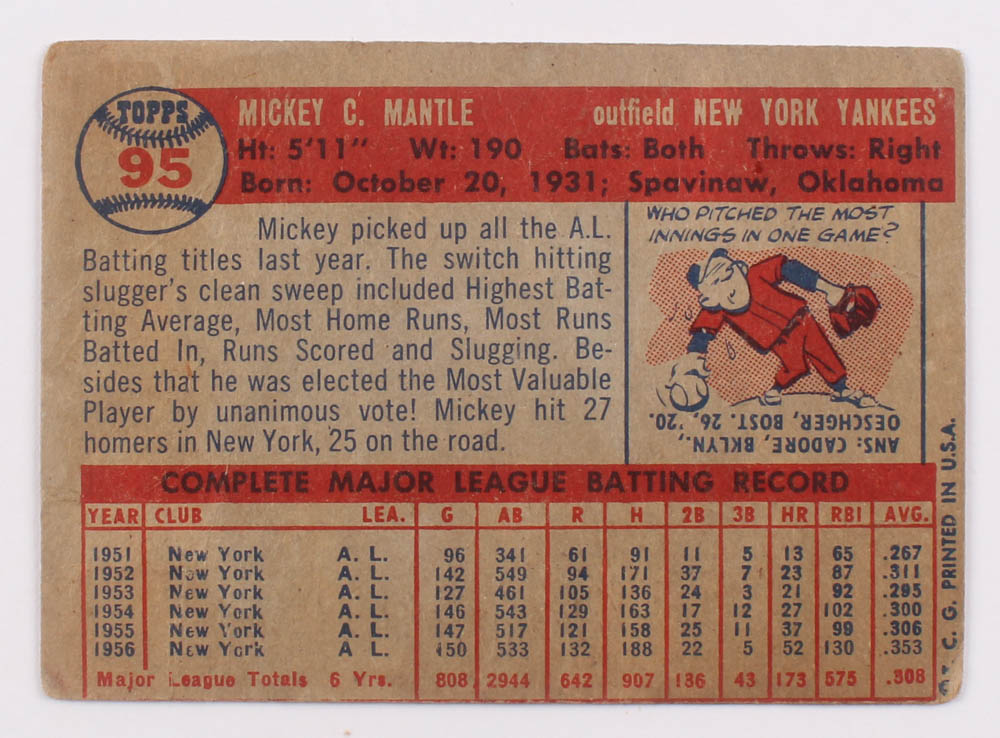 TOPPS
95
MICKEY C. MANTLE outfield NEW YORK YANKEES
Ht: 5'11" Wt: 190 Bats: Both Throws: Right
Born: October 20, 1931; Spavinaw, Oklahoma
Mickey picked up all the A.L.
Batting titles last year. The switch hitting
slugger's clean sweep included Highest Bat-
ting Average, Most Home Runs, Most Runs
Batted In, Runs Scored and Slugging. Be-
sides that he was elected the Most Valuable
Player by unanimous vote! Mickey hit 27
homers in New York, 25 on the road.
WHO PITCHED THE MOST
INNINGS IN ONE GAME?
ANS: CADORE, BKLYN.,
OESCHGER, BOST. 26, '20.
COMPLETE MAJOR LEAGUE BATTING RECORD
YEAR CLUB LEA. G AB R H 2B 3B HR RBI AVG.
1951 New York A. L. 96 341 61 91 11 5 13 65 .267
1952 New York A. L. 142 549 94 171 37 7 23 87 .311
1953 New York A. L. 127 461 105 136 24 3 21 92 .295
1954 New York A. L. 146 543 129 163 17 12 27 102 .300
1955 New York A. L. 147 517 121 158 25 11 37 99 .306
1956 New York A. L. 150 533 132 188 22 5 52 130 .353
Major League Totals 6 Yrs. 808 2944 642 907 136 43 173 575 .308
C. G. PRINTED IN U.S.A.